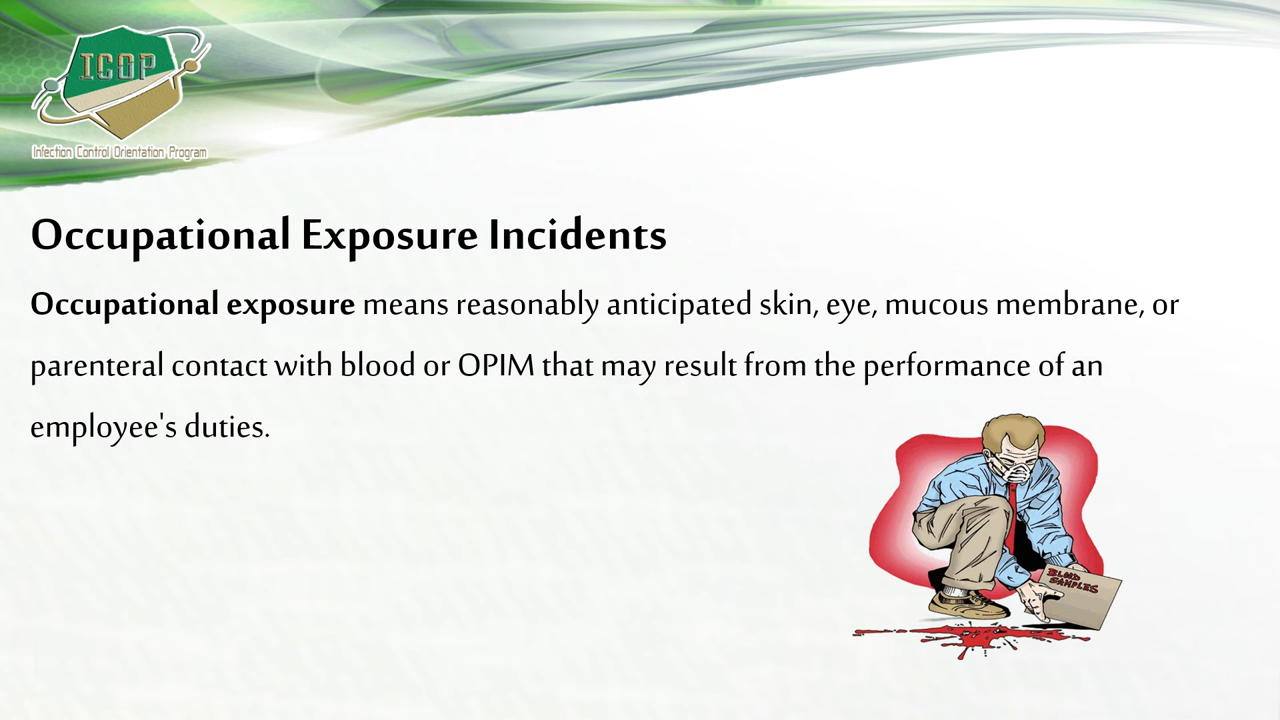 ICOP
Infection Control Orientation Program
Occupational Exposure Incidents
Occupational exposure means reasonably anticipated skin, eye, mucous membrane, or
parenteral contact with blood or OPIM that may result from the performance of an
employee's duties.
BLOOD
SAMPLES